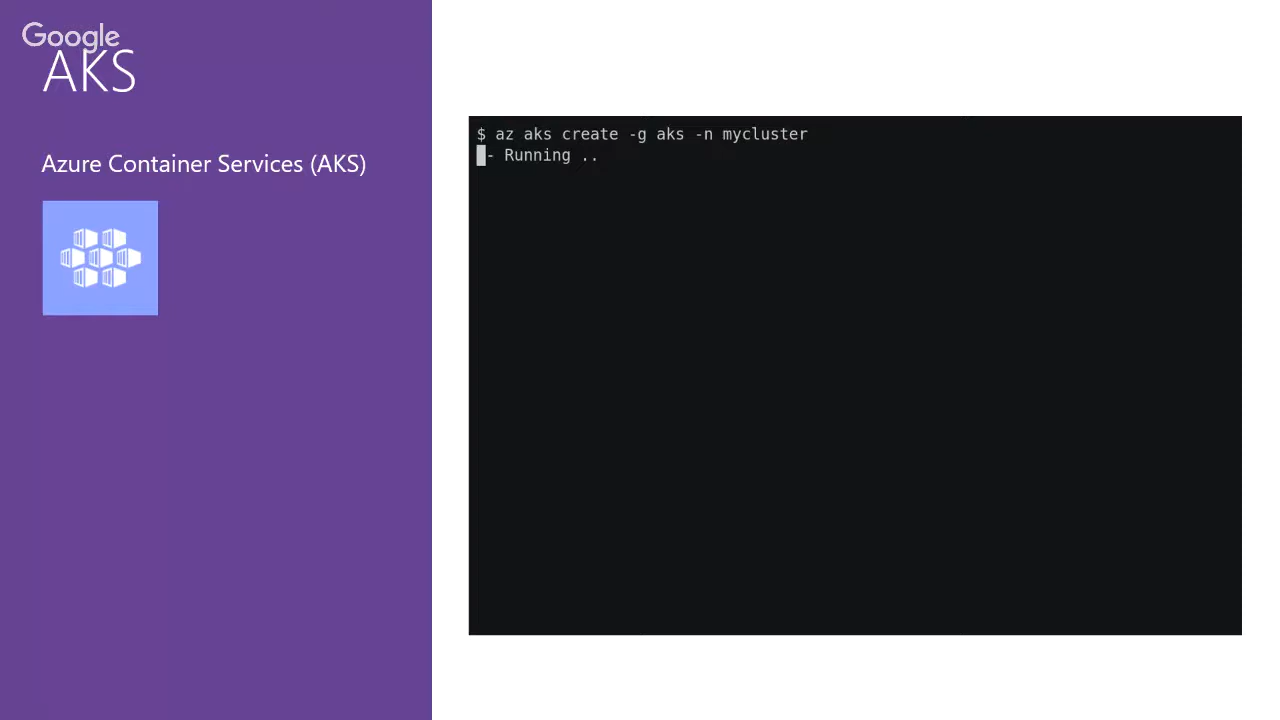 Google
AKS
Azure Container Services (AKS)
$ az aks create -g aks -n mycluster
- Running ..